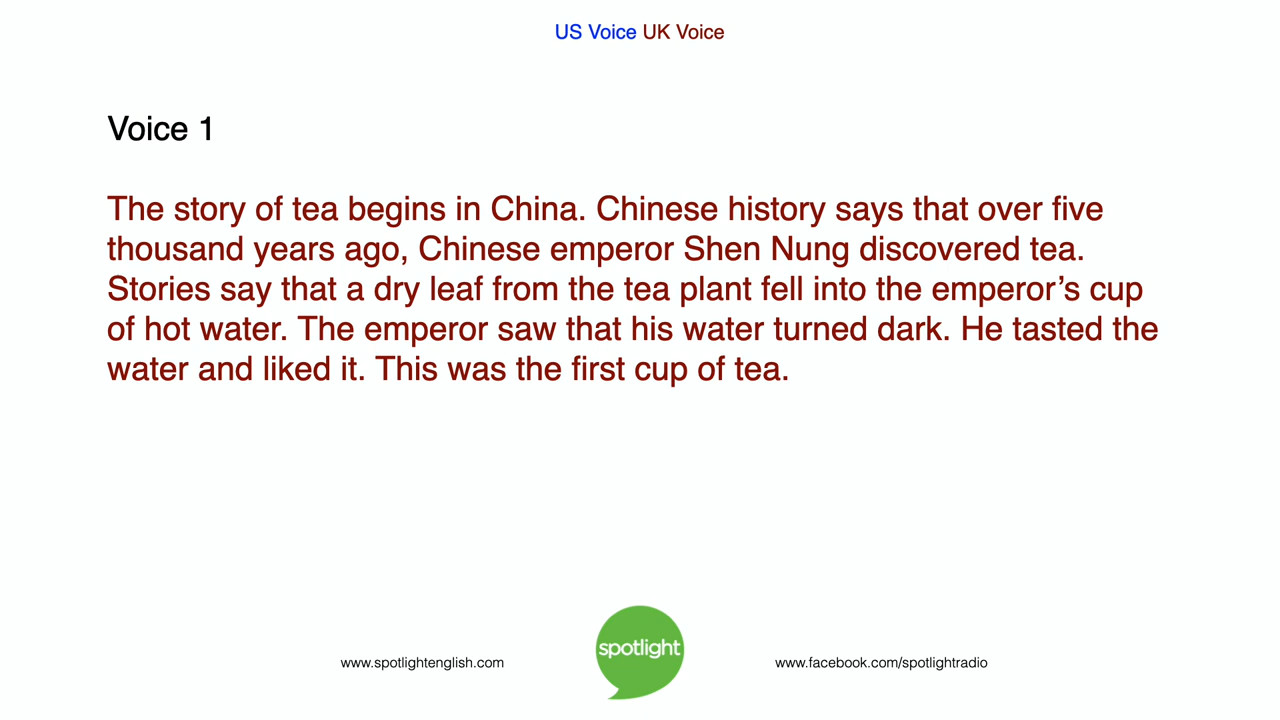 US Voice UK Voice
Voice 1
The story of tea begins in China. Chinese history says that over five
thousand years ago, Chinese emperor Shen Nung discovered tea.
Stories say that a dry leaf from the tea plant fell into the emperor’s cup
of hot water. The emperor saw that his water turned dark. He tasted the
water and liked it. This was the first cup of tea.
www.spotlightenglish.com
spotlight
www.facebook.com/spotlightradio